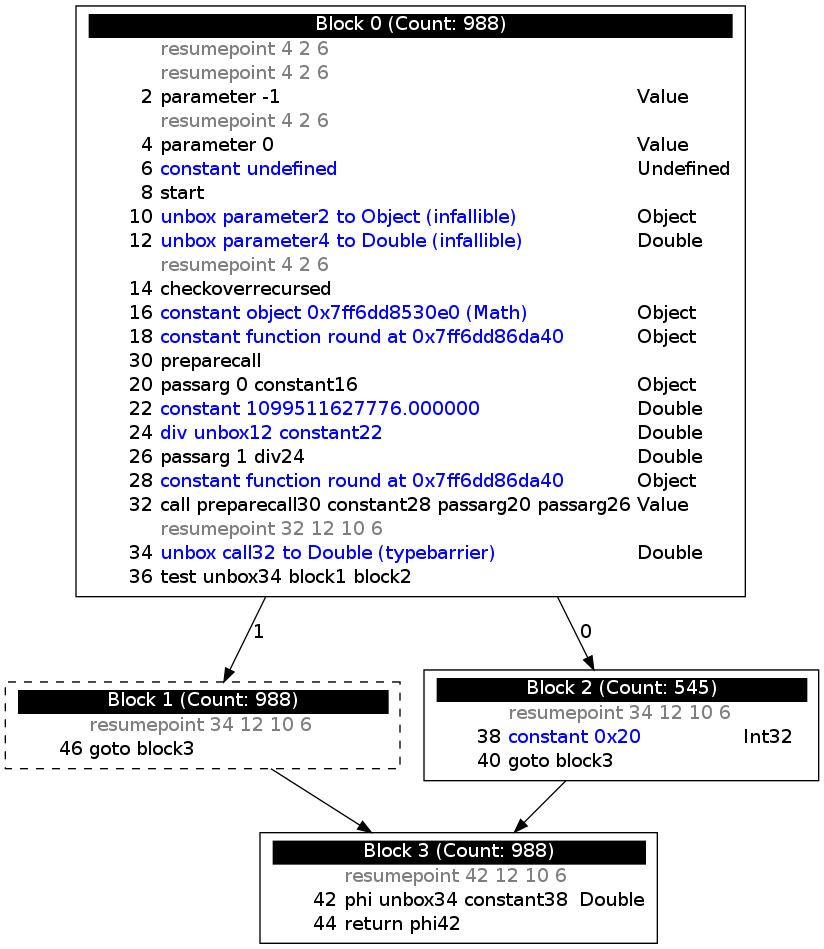 Block 0 (Count: 988)
resumepoint 4 2 6
resumepoint 4 2 6
2 parameter -1 Value
resumepoint 4 2 6
4 parameter 0 Value
6 constant undefined Undefined
8 start
10 unbox parameter2 to Object (infallible) Object
12 unbox parameter4 to Double (infallible) Double
resumepoint 4 2 6
14 checkoverrecursed
16 constant object 0x7ff6dd8530e0 (Math) Object
18 constant function round at 0x7ff6dd86da40 Object
30 preparecall
20 passarg 0 constant16 Object
22 constant 1099511627776.000000 Double
24 div unbox12 constant22 Double
26 passarg 1 div24 Double
28 constant function round at 0x7ff6dd86da40 Object
32 call preparecall30 constant28 passarg20 passarg26 Value
resumepoint 32 12 10 6
34 unbox call32 to Double (typebarrier) Double
36 test unbox34 block1 block2
1
0
Block 1 (Count: 988)
resumepoint 34 12 10 6
46 goto block3
Block 2 (Count: 545)
resumepoint 34 12 10 6
38 constant 0x20 Int32
40 goto block3
Block 3 (Count: 988)
resumepoint 42 12 10 6
42 phi unbox34 constant38 Double
44 return phi42